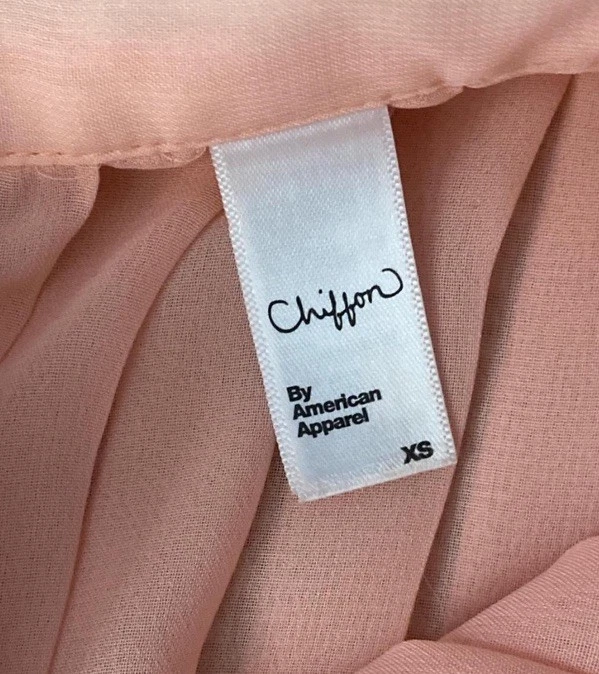 Chiffon
By
American
Apparel
XS